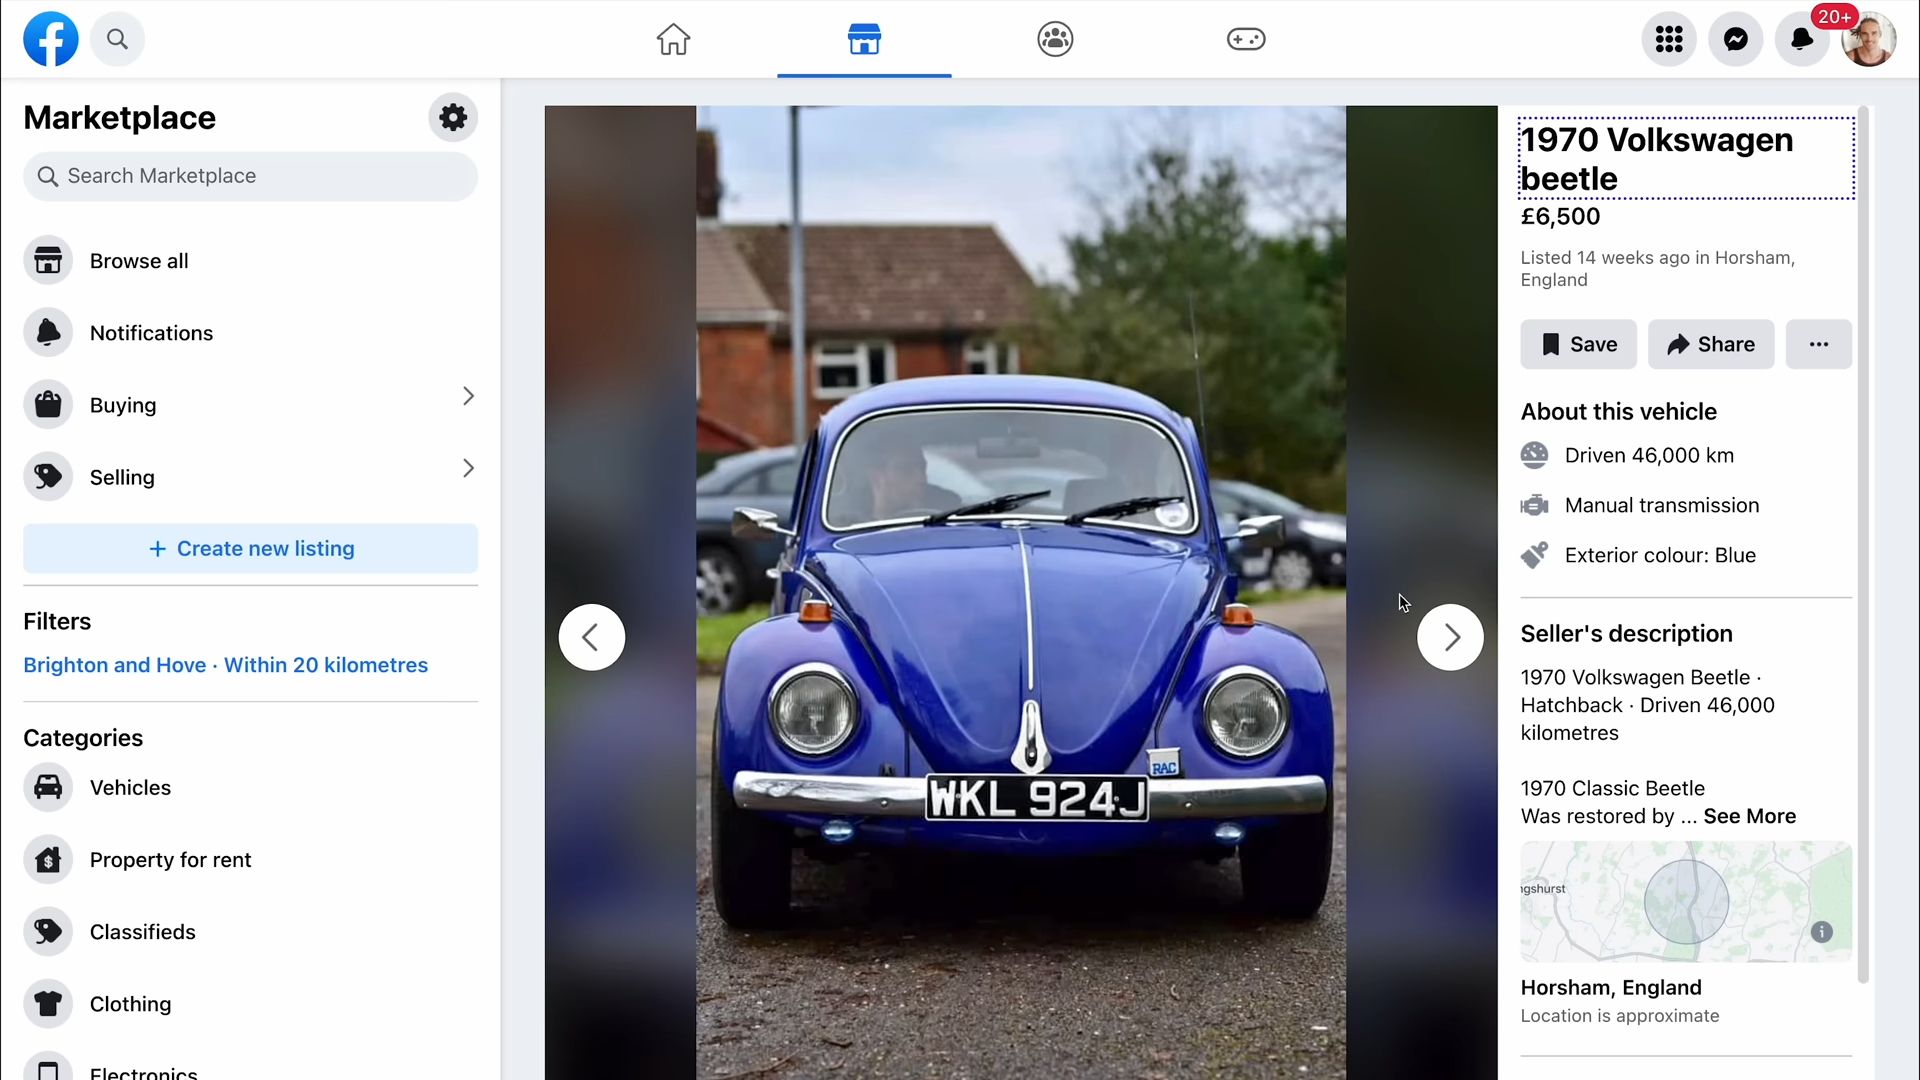 20+
Marketplace
Search Marketplace
Browse all
Notifications
Buying
Selling
+ Create new listing
Filters
Brighton and Hove · Within 20 kilometres
Categories
Vehicles
Property for rent
Classifieds
Clothing
Electronics
RAC
WKL 924J
1970 Volkswagen
beetle
£6,500
Listed 14 weeks ago in Horsham,
England
Save
Share
About this vehicle
Driven 46,000 km
Manual transmission
Exterior colour: Blue
Seller's description
1970 Volkswagen Beetle ·
Hatchback · Driven 46,000
kilometres
1970 Classic Beetle
Was restored by ... See More
ngshurst
Horsham, England
Location is approximate